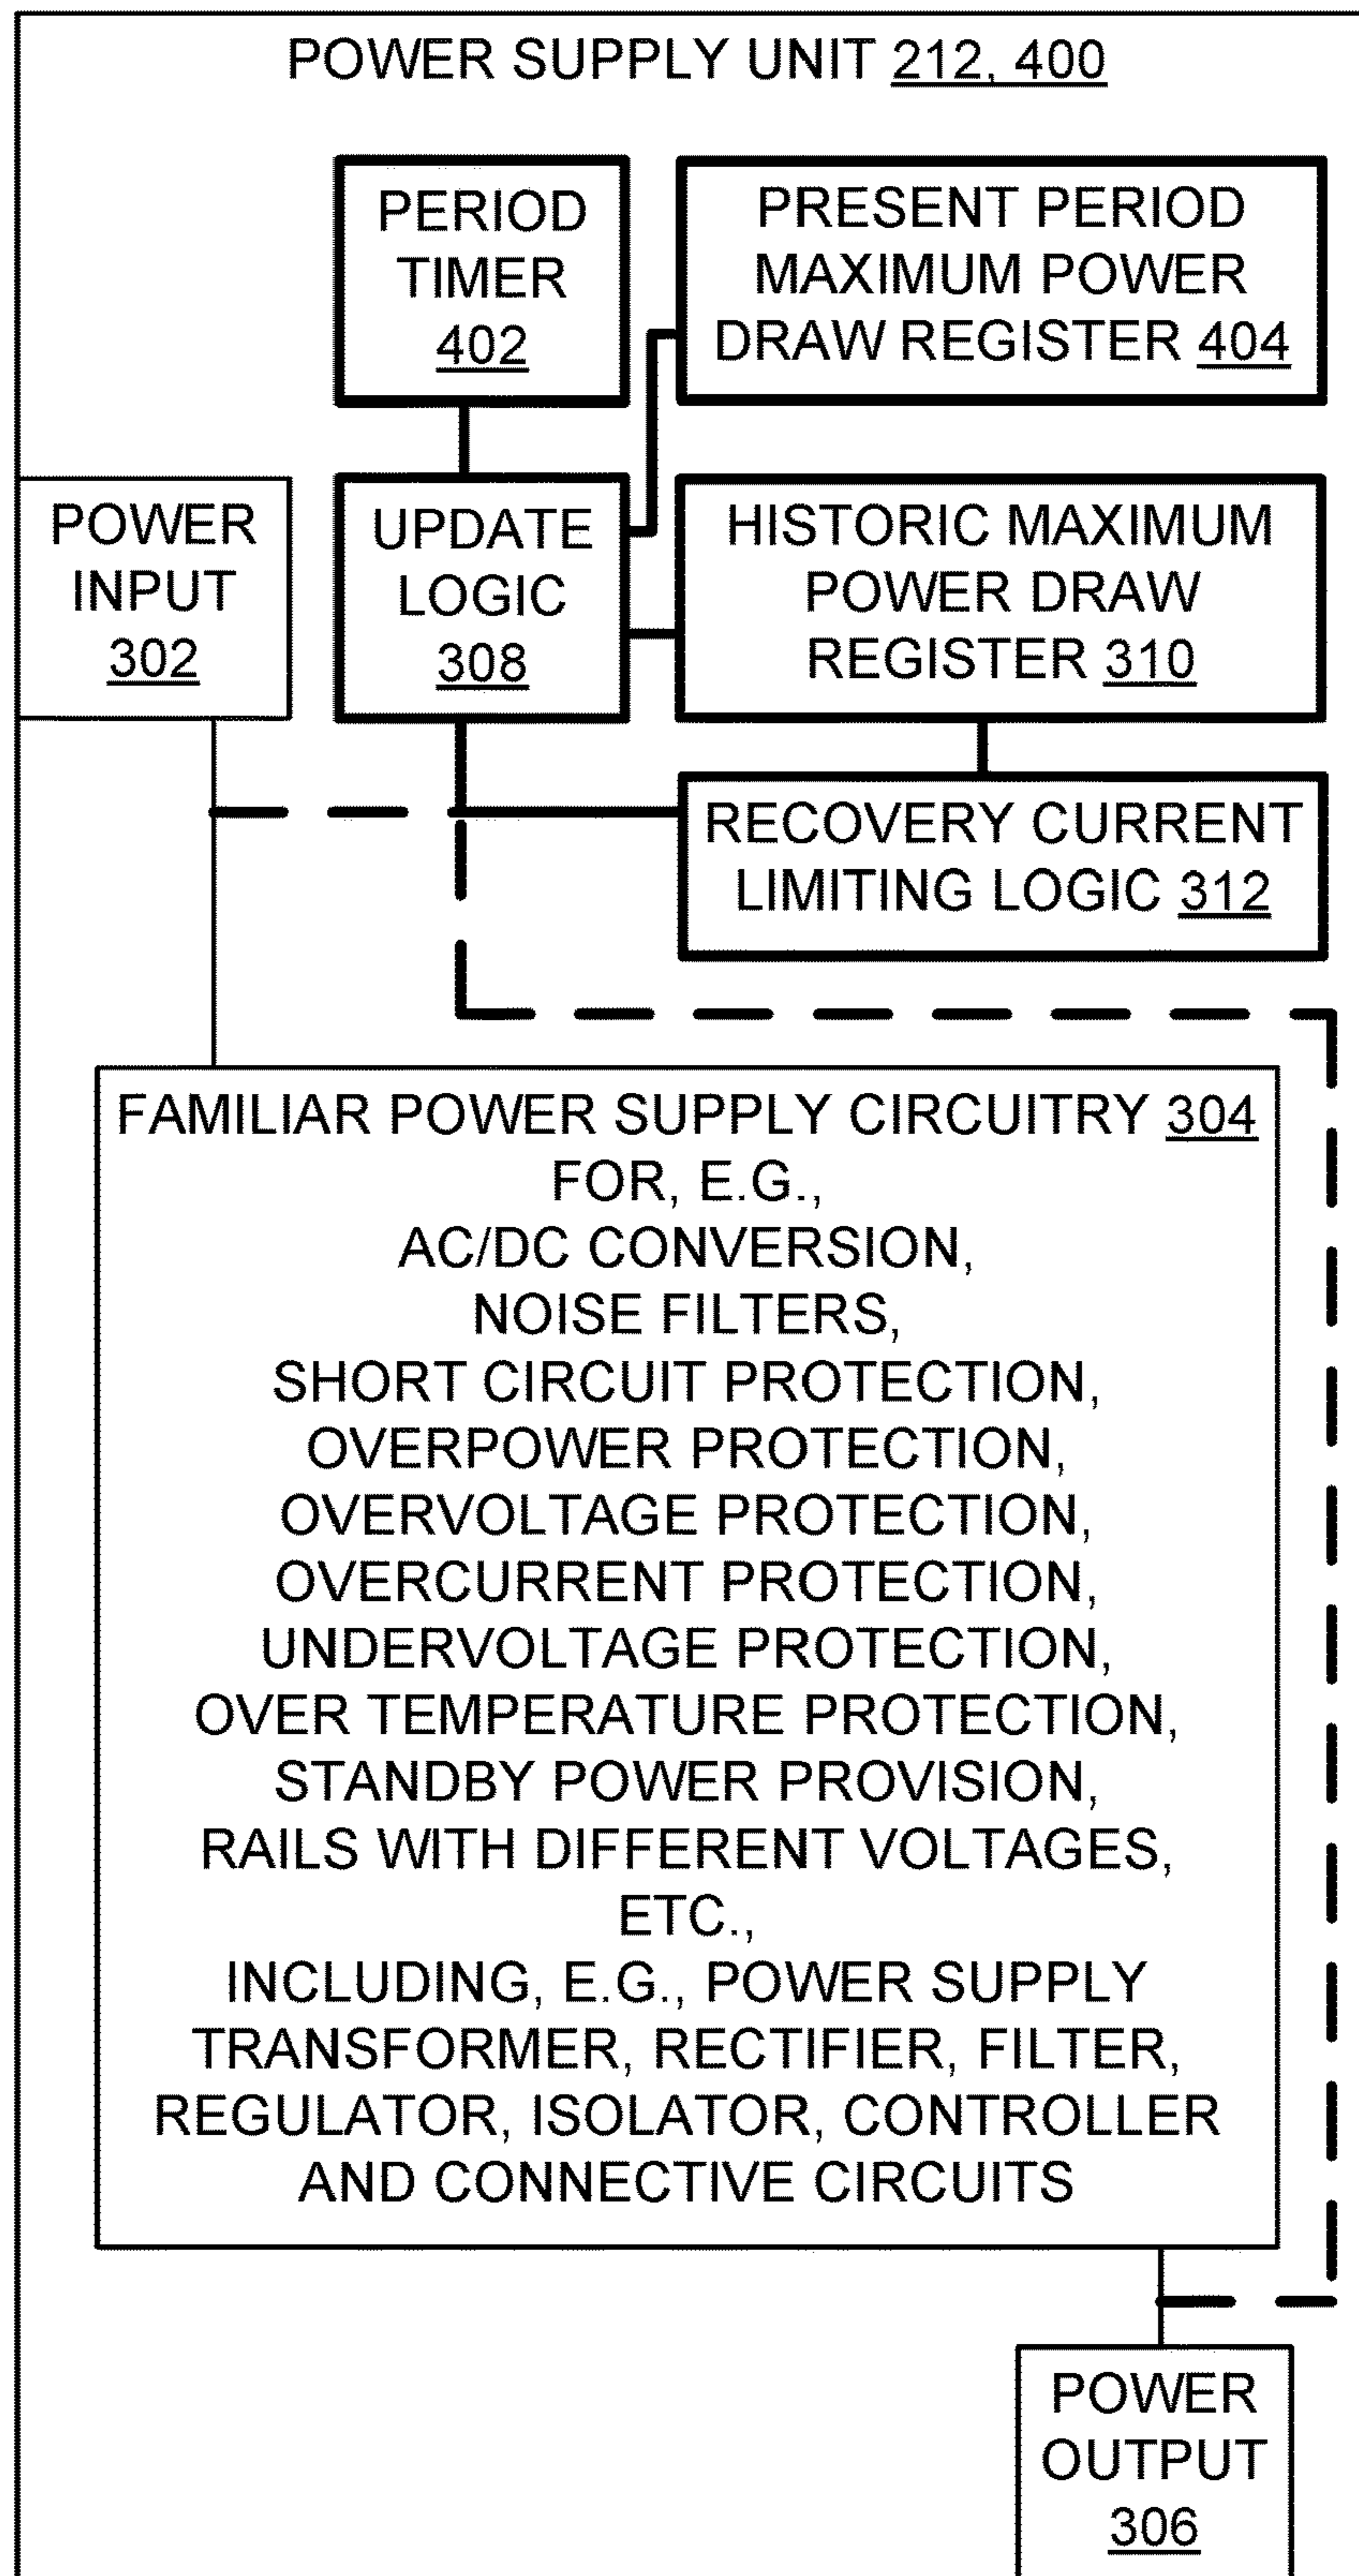 POWER SUPPLY UNIT 212, 400
PERIOD
TIMER
402
PRESENT PERIOD
MAXIMUM POWER
DRAW REGISTER 404
POWER
INPUT
302
UPDATE
LOGIC
308
HISTORIC MAXIMUM
POWER DRAW
REGISTER 310
RECOVERY CURRENT
LIMITING LOGIC 312
FAMILIAR POWER SUPPLY CIRCUITRY 304
FOR, E.G.,
AC/DC CONVERSION,
NOISE FILTERS,
SHORT CIRCUIT PROTECTION,
OVERPOWER PROTECTION,
OVERVOLTAGE PROTECTION,
OVERCURRENT PROTECTION,
UNDERVOLTAGE PROTECTION,
OVER TEMPERATURE PROTECTION,
STANDBY POWER PROVISION,
RAILS WITH DIFFERENT VOLTAGES,
ETC.,
INCLUDING, E.G., POWER SUPPLY
TRANSFORMER, RECTIFIER, FILTER,
REGULATOR, ISOLATOR, CONTROLLER
AND CONNECTIVE CIRCUITS
POWER
OUTPUT
306